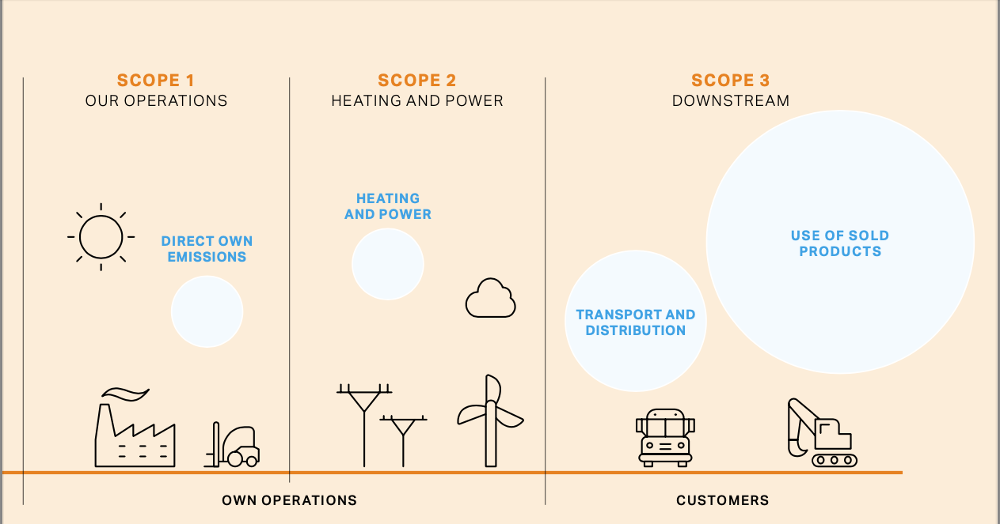 SCOPE 1
OUR OPERATIONS
SCOPE 2
HEATING AND POWER
SCOPE 3
DOWNSTREAM
DIRECT OWN
EMISSIONS
HEATING
AND POWER
TRANSPORT AND
DISTRIBUTION
USE OF SOLD
PRODUCTS
OWN OPERATIONS
CUSTOMERS